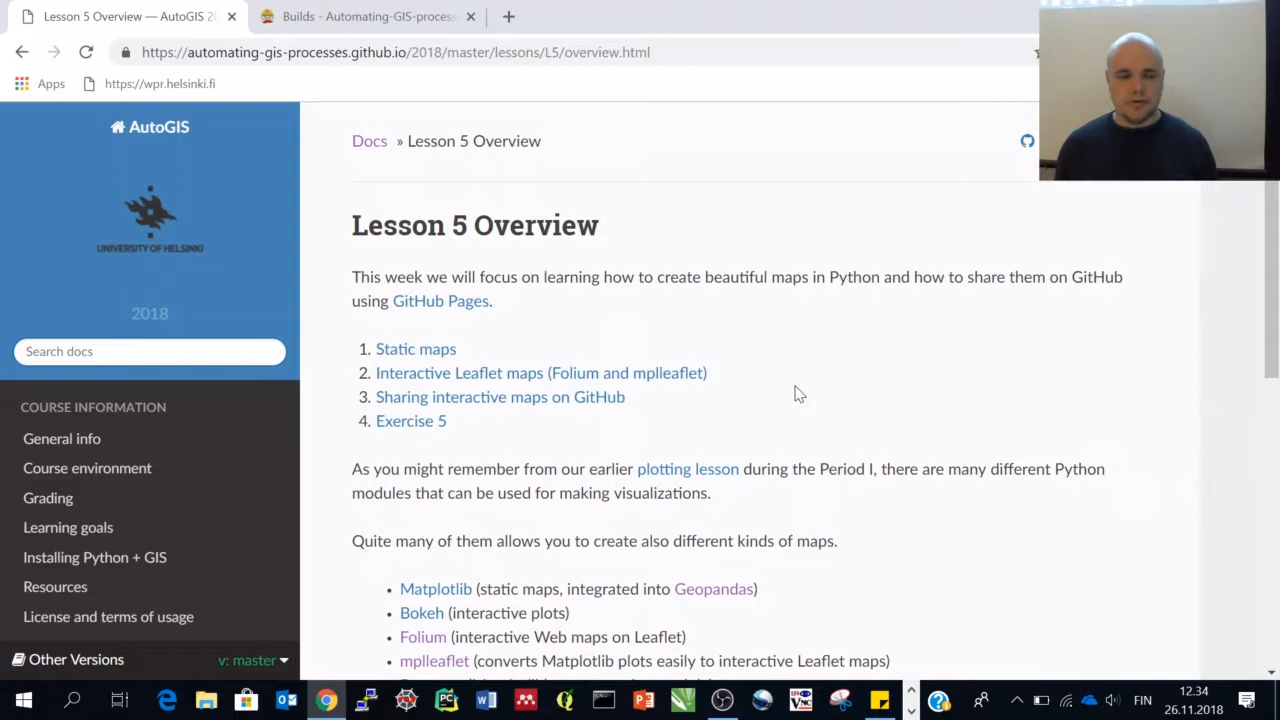 Lesson 5 Overview — AutoGIS 20
Builds - Automating-GIS-process
https://automating-gis-processes.github.io/2018/master/lessons/L5/overview.html
Apps
https://wpr.helsinki.fi
AutoGIS
UNIVERSITY OF HELSINKI
2018
Search docs
COURSE INFORMATION
General info
Course environment
Grading
Learning goals
Installing Python + GIS
Resources
License and terms of usage
Other Versions
v: master
Docs » Lesson 5 Overview
Lesson 5 Overview
This week we will focus on learning how to create beautiful maps in Python and how to share them on GitHub
using GitHub Pages.
1. Static maps
2. Interactive Leaflet maps (Folium and mplleaflet)
3. Sharing interactive maps on GitHub
4. Exercise 5
As you might remember from our earlier plotting lesson during the Period I, there are many different Python
modules that can be used for making visualizations.
Quite many of them allows you to create also different kinds of maps.
• Matplotlib (static maps, integrated into Geopandas)
• Bokeh (interactive plots)
• Folium (interactive Web maps on Leaflet)
• mplleaflet (converts Matplotlib plots easily to interactive Leaflet maps)
FIN
12.34
26.11.2018